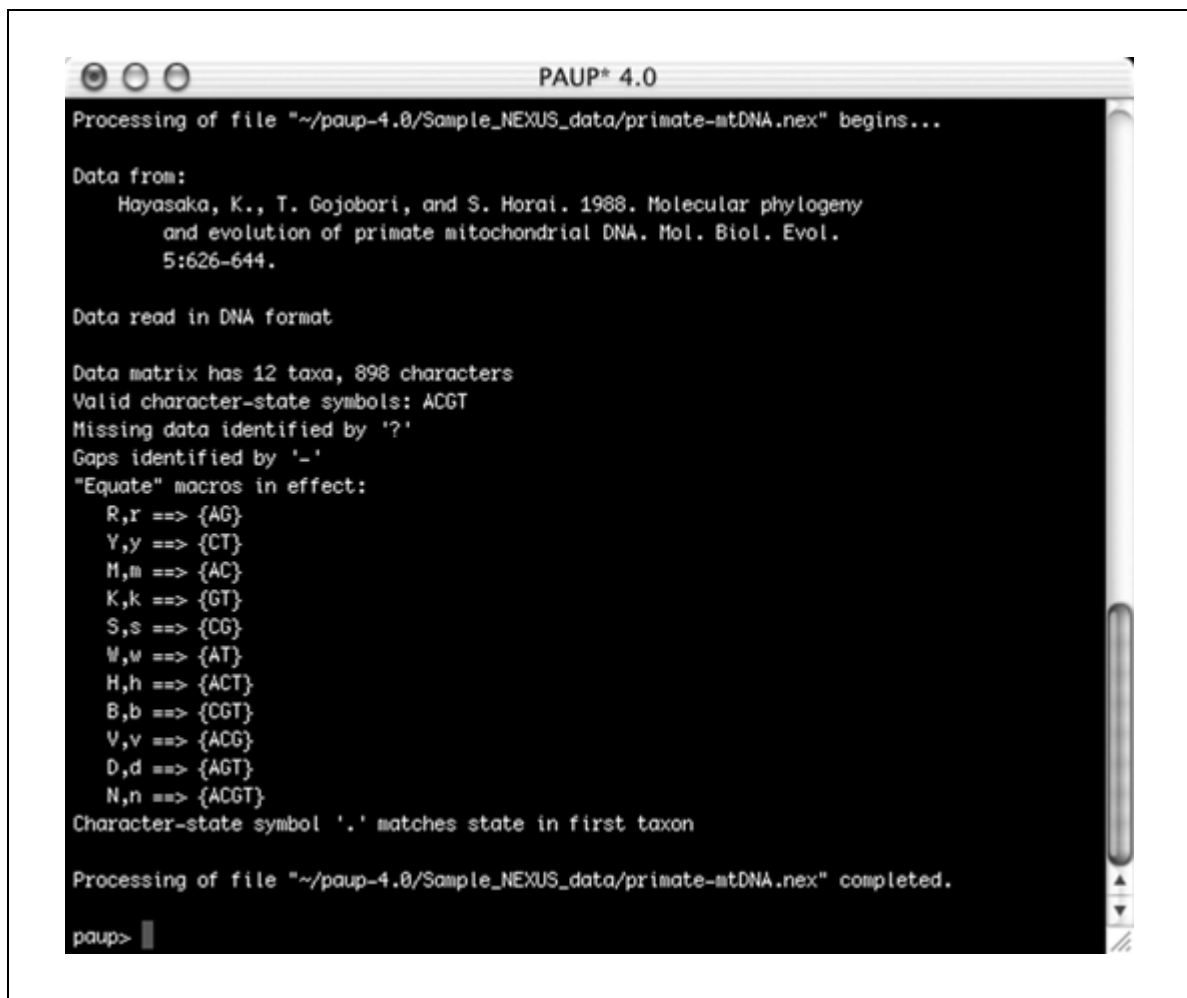 PAUP* 4.0
Processing of file "~/paup-4.0/Sample_NEXUS_data/primate-mtDNA.nex" begins...
Data from:
Hayasaka, K., T. Gojobori, and S. Horai. 1988. Molecular phylogeny
and evolution of primate mitochondrial DNA. Mol. Biol. Evol.
5:626-644.
Data read in DNA format
Data matrix has 12 taxa, 898 characters
Valid character-state symbols: ACGT
Missing data identified by '?'
Gaps identified by '-'
"Equate" macros in effect:
R,r ==> {AG}
Y,y ==> {CT}
M,m ==> {AC}
K,k ==> {GT}
S,s ==> {CG}
W,w ==> {AT}
H,h ==> {ACT}
B,b ==> {CGT}
V,v ==> {ACG}
D,d ==> {AGT}
N,n ==> {ACGT}
Character-state symbol '.' matches state in first taxon
Processing of file "~/paup-4.0/Sample_NEXUS_data/primate-mtDNA.nex" completed.
paup>